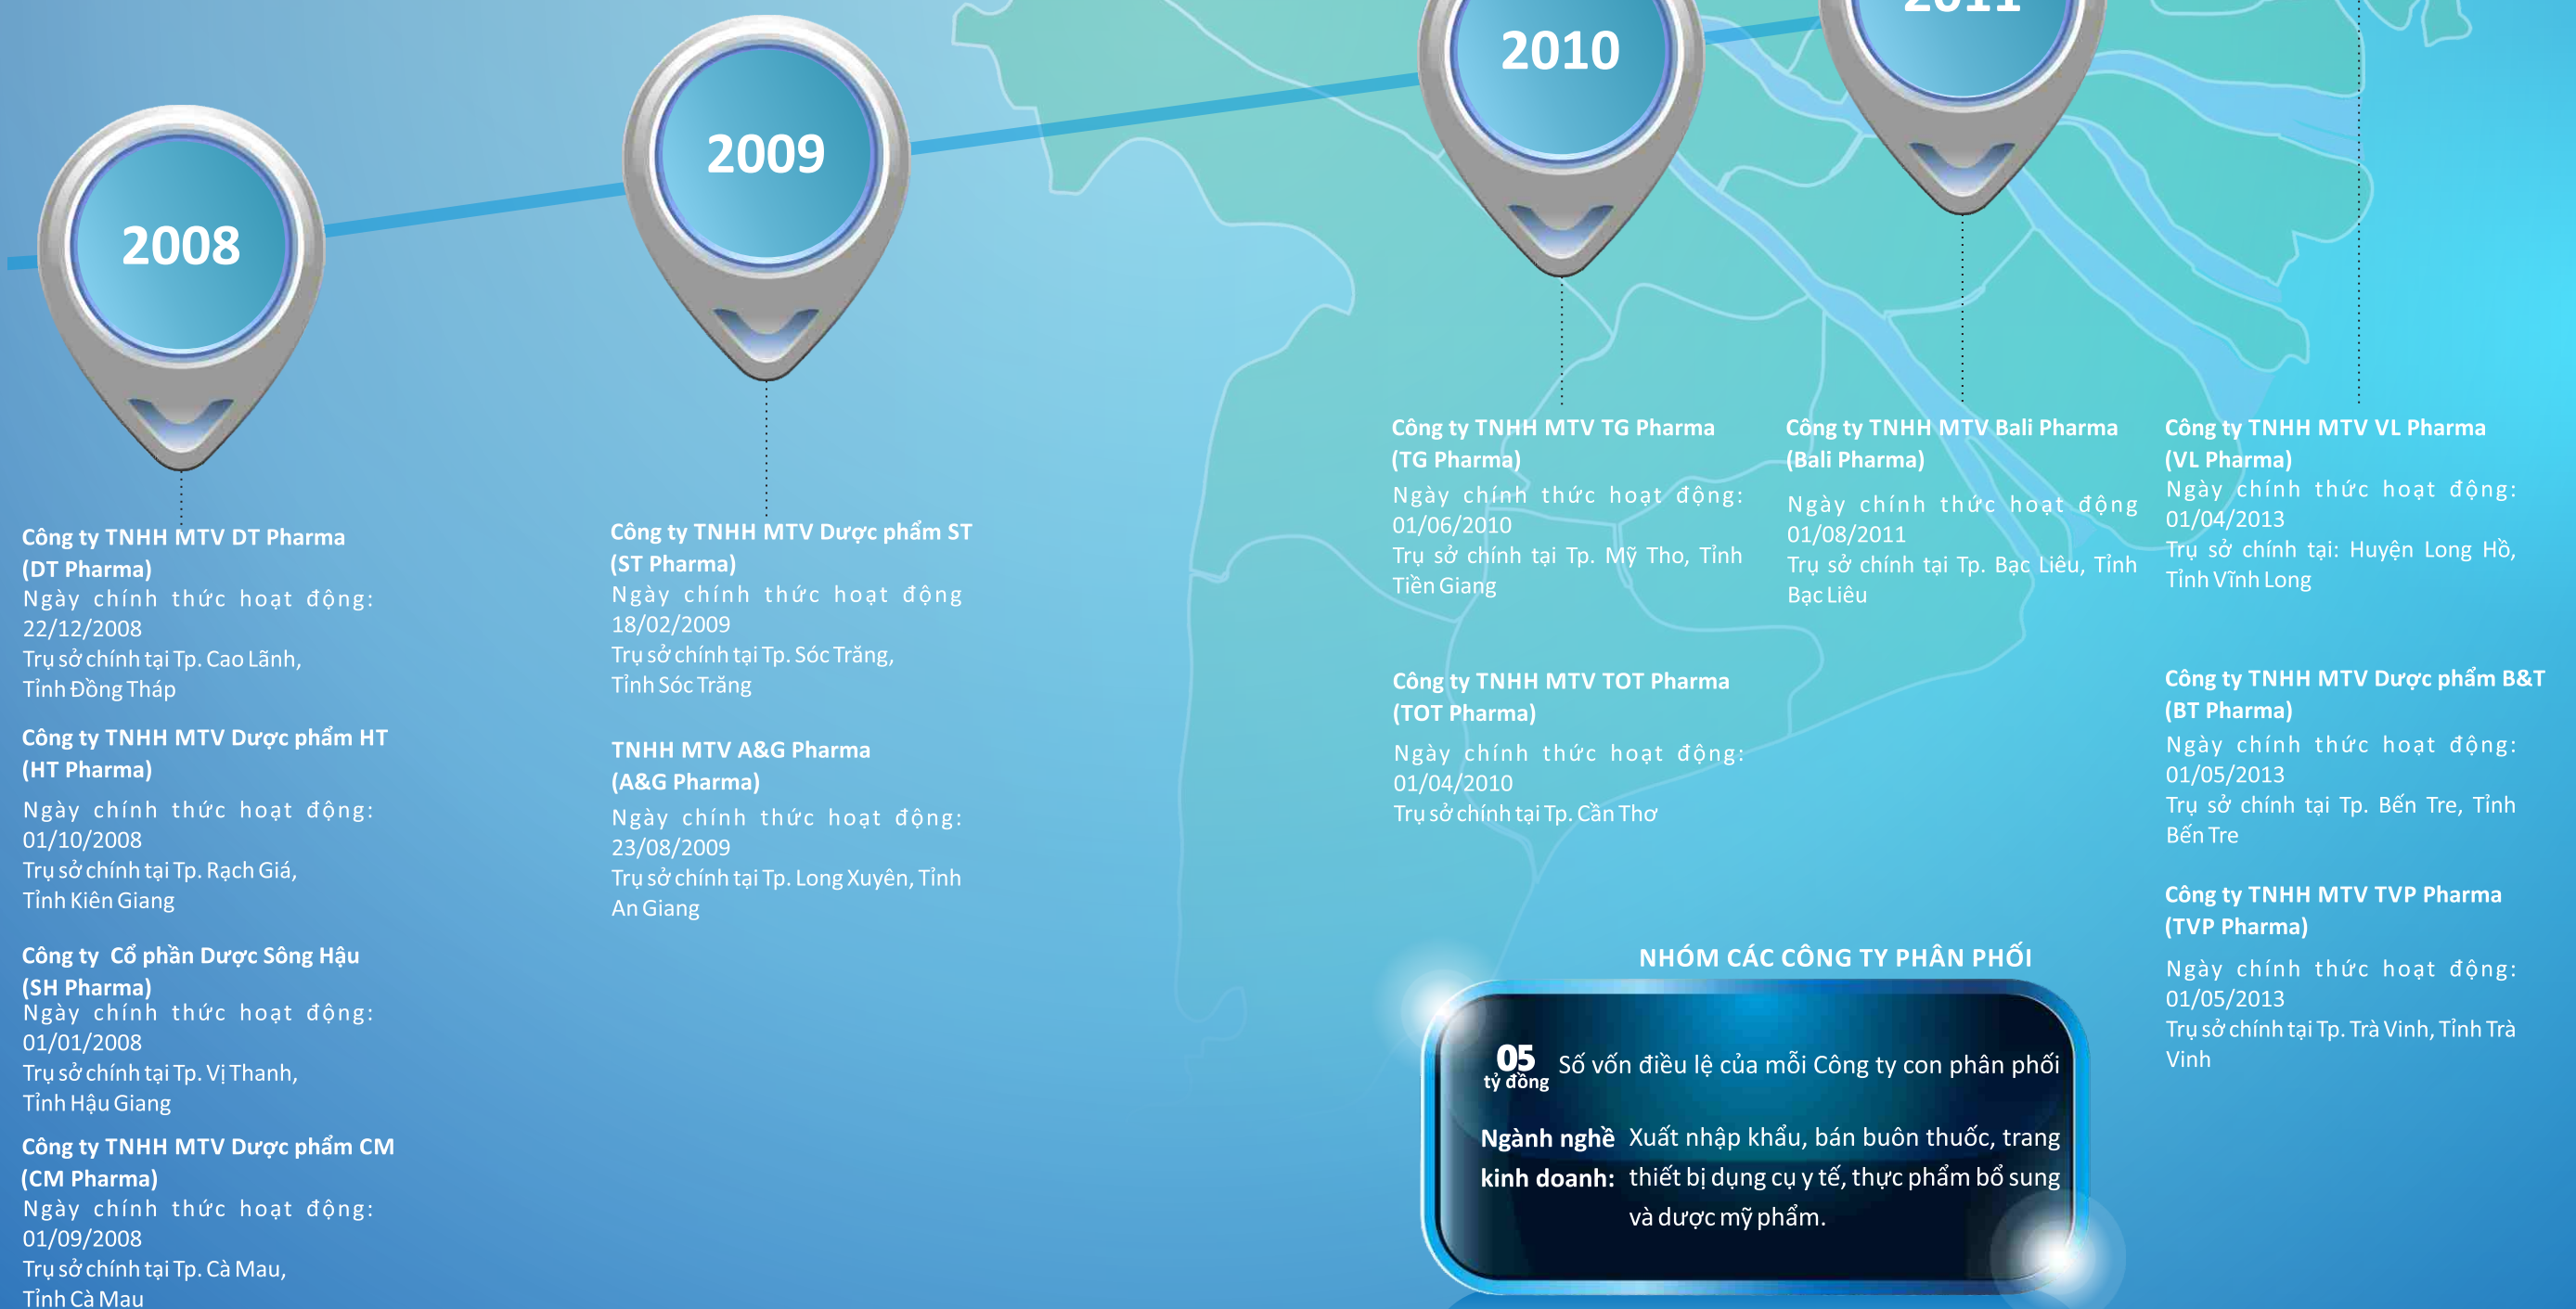 2008
Công ty TNHH MTV DT Pharma
(DT Pharma)
Ngày chính thức hoạt động:
22/12/2008
Trụ sở chính tại Tp. Cao Lãnh,
Tỉnh Đồng Tháp
Công ty TNHH MTV Dược phẩm HT
(HT Pharma)
Ngày chính thức hoạt động:
01/10/2008
Trụ sở chính tại Tp. Rạch Giá,
Tỉnh Kiên Giang
Công ty Cổ phần Dược Sông Hậu
(SH Pharma)
Ngày chính thức hoạt động:
01/01/2008
Trụ sở chính tại Tp. Vị Thanh,
Tỉnh Hậu Giang
Công ty TNHH MTV Dược phẩm CM
(CM Pharma)
Ngày chính thức hoạt động:
01/09/2008
Trụ sở chính tại Tp. Cà Mau,
Tỉnh Cà Mau
2009
Công ty TNHH MTV Dược phẩm ST
(ST Pharma)
Ngày chính thức hoạt động
18/02/2009
Trụ sở chính tại Tp. Sóc Trăng,
Tỉnh Sóc Trăng
TNHH MTV A&G Pharma
(A&G Pharma)
Ngày chính thức hoạt động:
23/08/2009
Trụ sở chính tại Tp. Long Xuyên, Tỉnh
An Giang
2010
Công ty TNHH MTV TG Pharma
(TG Pharma)
Ngày chính thức hoạt động:
01/06/2010
Trụ sở chính tại Tp. Mỹ Tho, Tỉnh
Tiền Giang
Công ty TNHH MTV TOT Pharma
(TOT Pharma)
Ngày chính thức hoạt động:
01/04/2010
Trụ sở chính tại Tp. Cần Thơ
2011
Công ty TNHH MTV Bali Pharma
(Bali Pharma)
Ngày chính thức hoạt động
01/08/2011
Trụ sở chính tại Tp. Bạc Liêu, Tỉnh
Bạc Liêu
Công ty TNHH MTV VL Pharma
(VL Pharma)
Ngày chính thức hoạt động:
01/04/2013
Trụ sở chính tại: Huyện Long Hồ,
Tỉnh Vĩnh Long
Công ty TNHH MTV Dược phẩm B&T
(BT Pharma)
Ngày chính thức hoạt động:
01/05/2013
Trụ sở chính tại Tp. Bến Tre, Tỉnh
Bến Tre
Công ty TNHH MTV TVP Pharma
(TVP Pharma)
Ngày chính thức hoạt động:
01/05/2013
Trụ sở chính tại Tp. Trà Vinh, Tỉnh Trà
Vinh
NHÓM CÁC CÔNG TY PHÂN PHỐI
05 tỷ đồng Số vốn điều lệ của mỗi Công ty con phân phối
Ngành nghề Xuất nhập khẩu, bán buôn thuốc, trang
kinh doanh: thiết bị dụng cụ y tế, thực phẩm bổ sung
và dược mỹ phẩm.